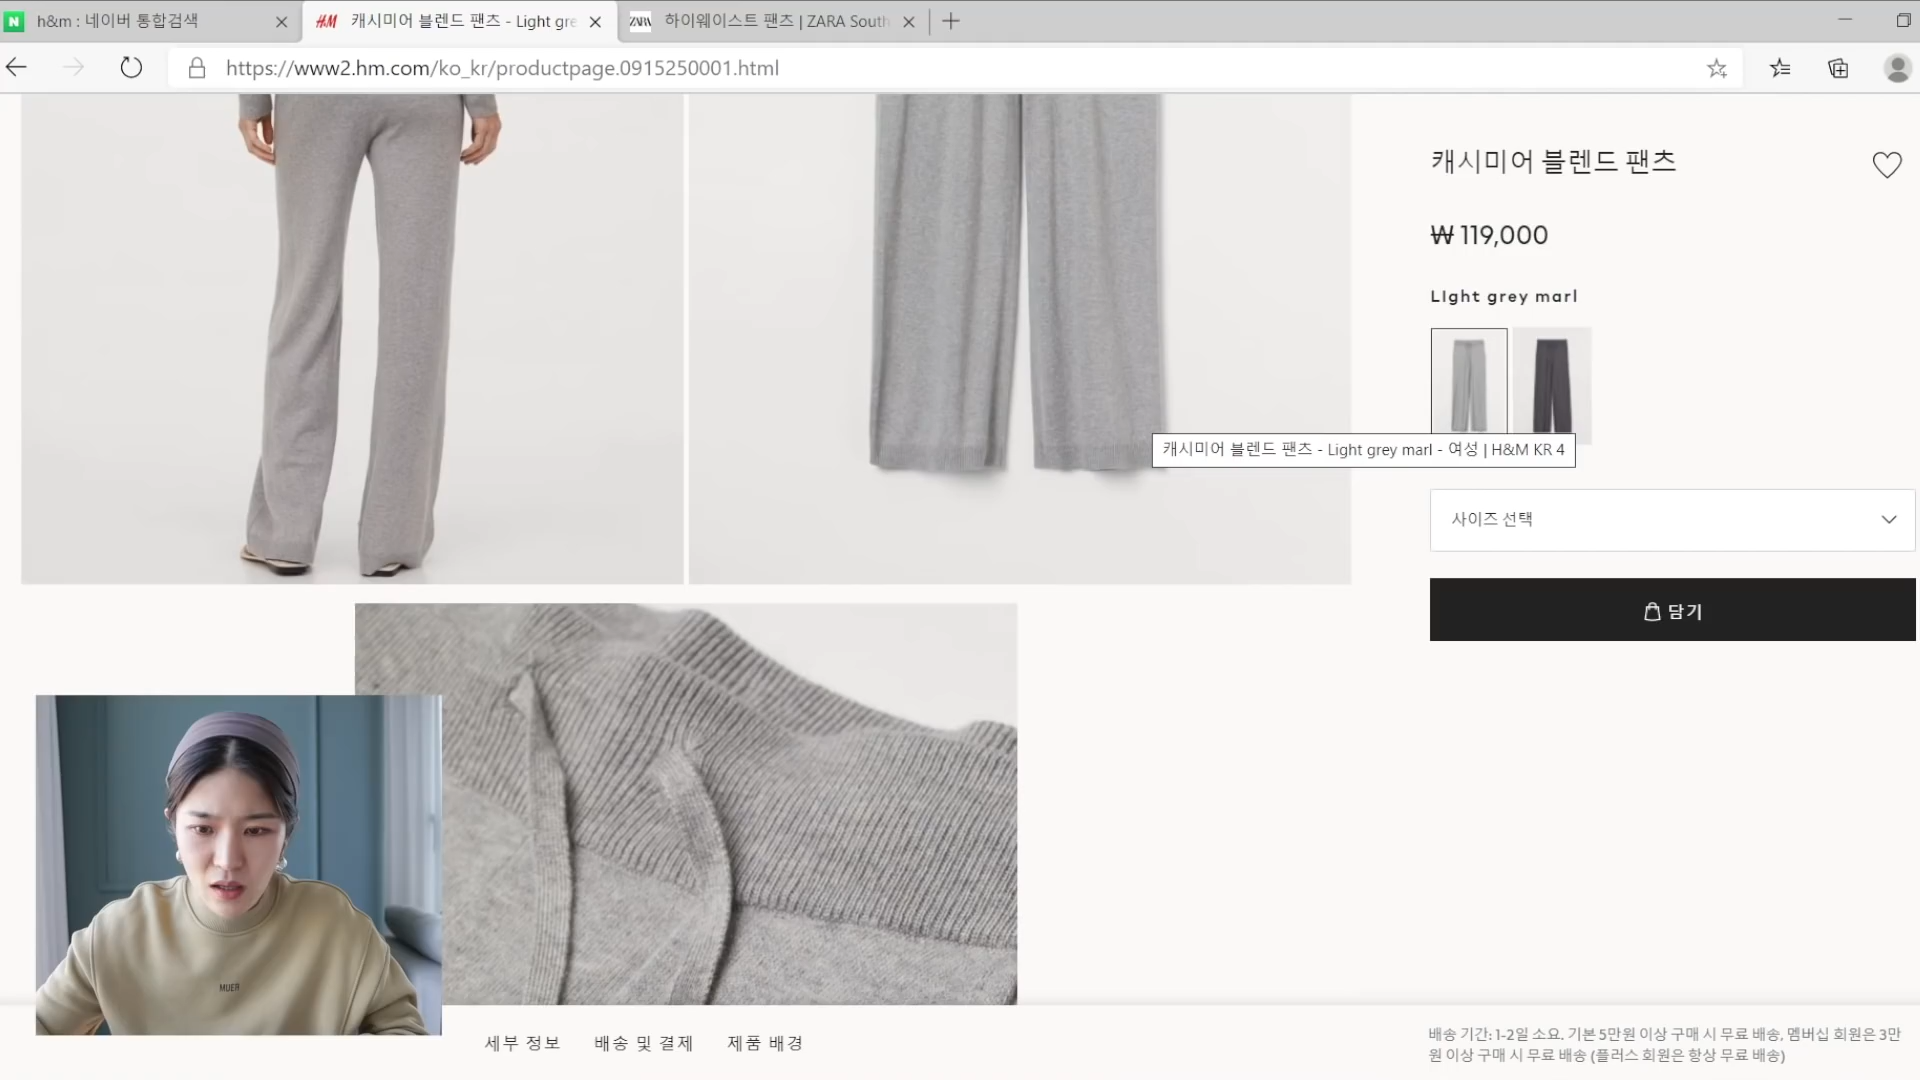 h&m : 네이버 통합검색
HM 캐시미어 블렌드 팬츠 - Light gre
ZARA 하이웨이스트 팬츠 | ZARA South
https://www2.hm.com/ko_kr/productpage.0915250001.html
캐시미어 블렌드 팬츠
₩ 119,000
LIght grey marl
캐시미어 블렌드 팬츠 - Light grey marl - 여성 | H&M KR 4
사이즈 선택
담기
MUER
세부 정보
배송 및 결제
제품 배경
배송 기간: 1-2일 소요. 기본 5만원 이상 구매 시 무료 배송, 멤버십 회원은 3만
원 이상 구매 시 무료 배송 (플러스 회원은 항상 무료 배송)